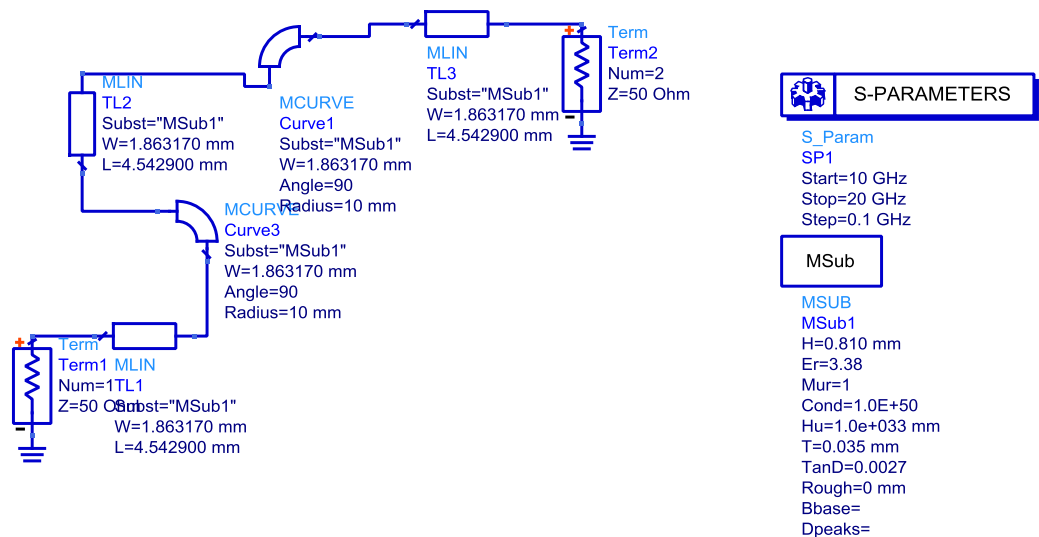 MLIN
TL2
Subst="MSub1"
W=1.863170 mm
L=4.542900 mm
MCURVE
Curve1
Subst="MSub1"
W=1.863170 mm
Angle=90
Radius=10 mm
MLIN
TL3
Subst="MSub1"
W=1.863170 mm
L=4.542900 mm
+
Term
Term2
Num=2
Z=50 Ohm
-
MCURVE
Curve3
Subst="MSub1"
W=1.863170 mm
Angle=90
Radius=10 mm
+
Term
Term1
Num=1
Z=50 Ohm
-
MLIN
TL1
Subst="MSub1"
W=1.863170 mm
L=4.542900 mm
S-PARAMETERS
S_Param
SP1
Start=10 GHz
Stop=20 GHz
Step=0.1 GHz
MSub
MSUB
MSub1
H=0.810 mm
Er=3.38
Mur=1
Cond=1.0E+50
Hu=1.0e+033 mm
T=0.035 mm
TanD=0.0027
Rough=0 mm
Bbase=
Dpeaks=